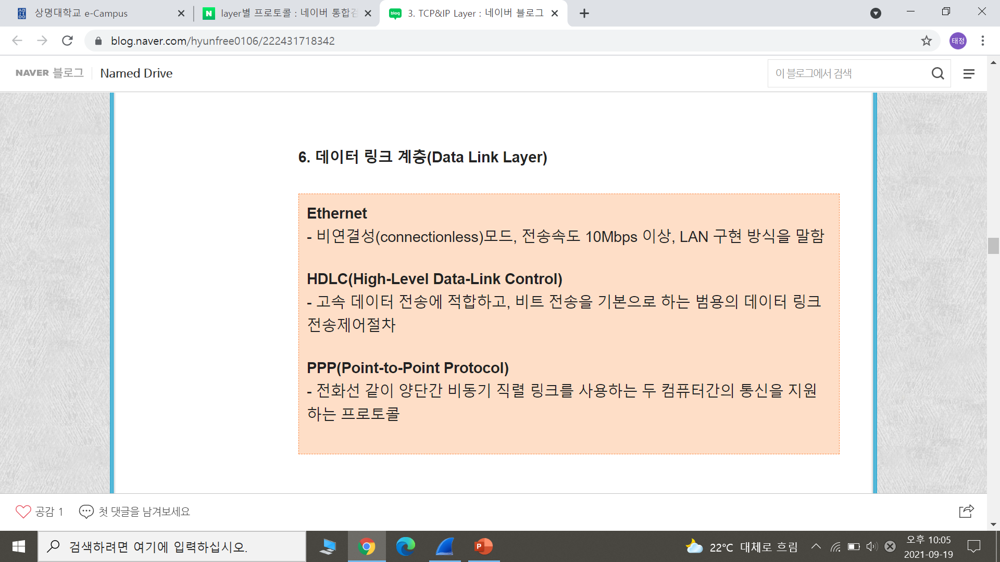 상명대학교 e-Campus
layer별 프로토콜 : 네이버 통합검
3. TCP&IP Layer : 네이버 블로그
blog.naver.com/hyunfree0106/222431718342
태정
NAVER 블로그
Named Drive
이 블로그에서 검색
6. 데이터 링크 계층(Data Link Layer)
Ethernet
- 비연결성(connectionless)모드, 전송속도 10Mbps 이상, LAN 구현 방식을 말함
HDLC(High-Level Data-Link Control)
- 고속 데이터 전송에 적합하고, 비트 전송을 기본으로 하는 범용의 데이터 링크
전송제어절차
PPP(Point-to-Point Protocol)
- 전화선 같이 양단간 비동기 직렬 링크를 사용하는 두 컴퓨터간의 통신을 지원
하는 프로토콜
공감 1
첫 댓글을 남겨보세요
검색하려면 여기에 입력하십시오.
22°C 대체로 흐림
오후 10:05
2021-09-19